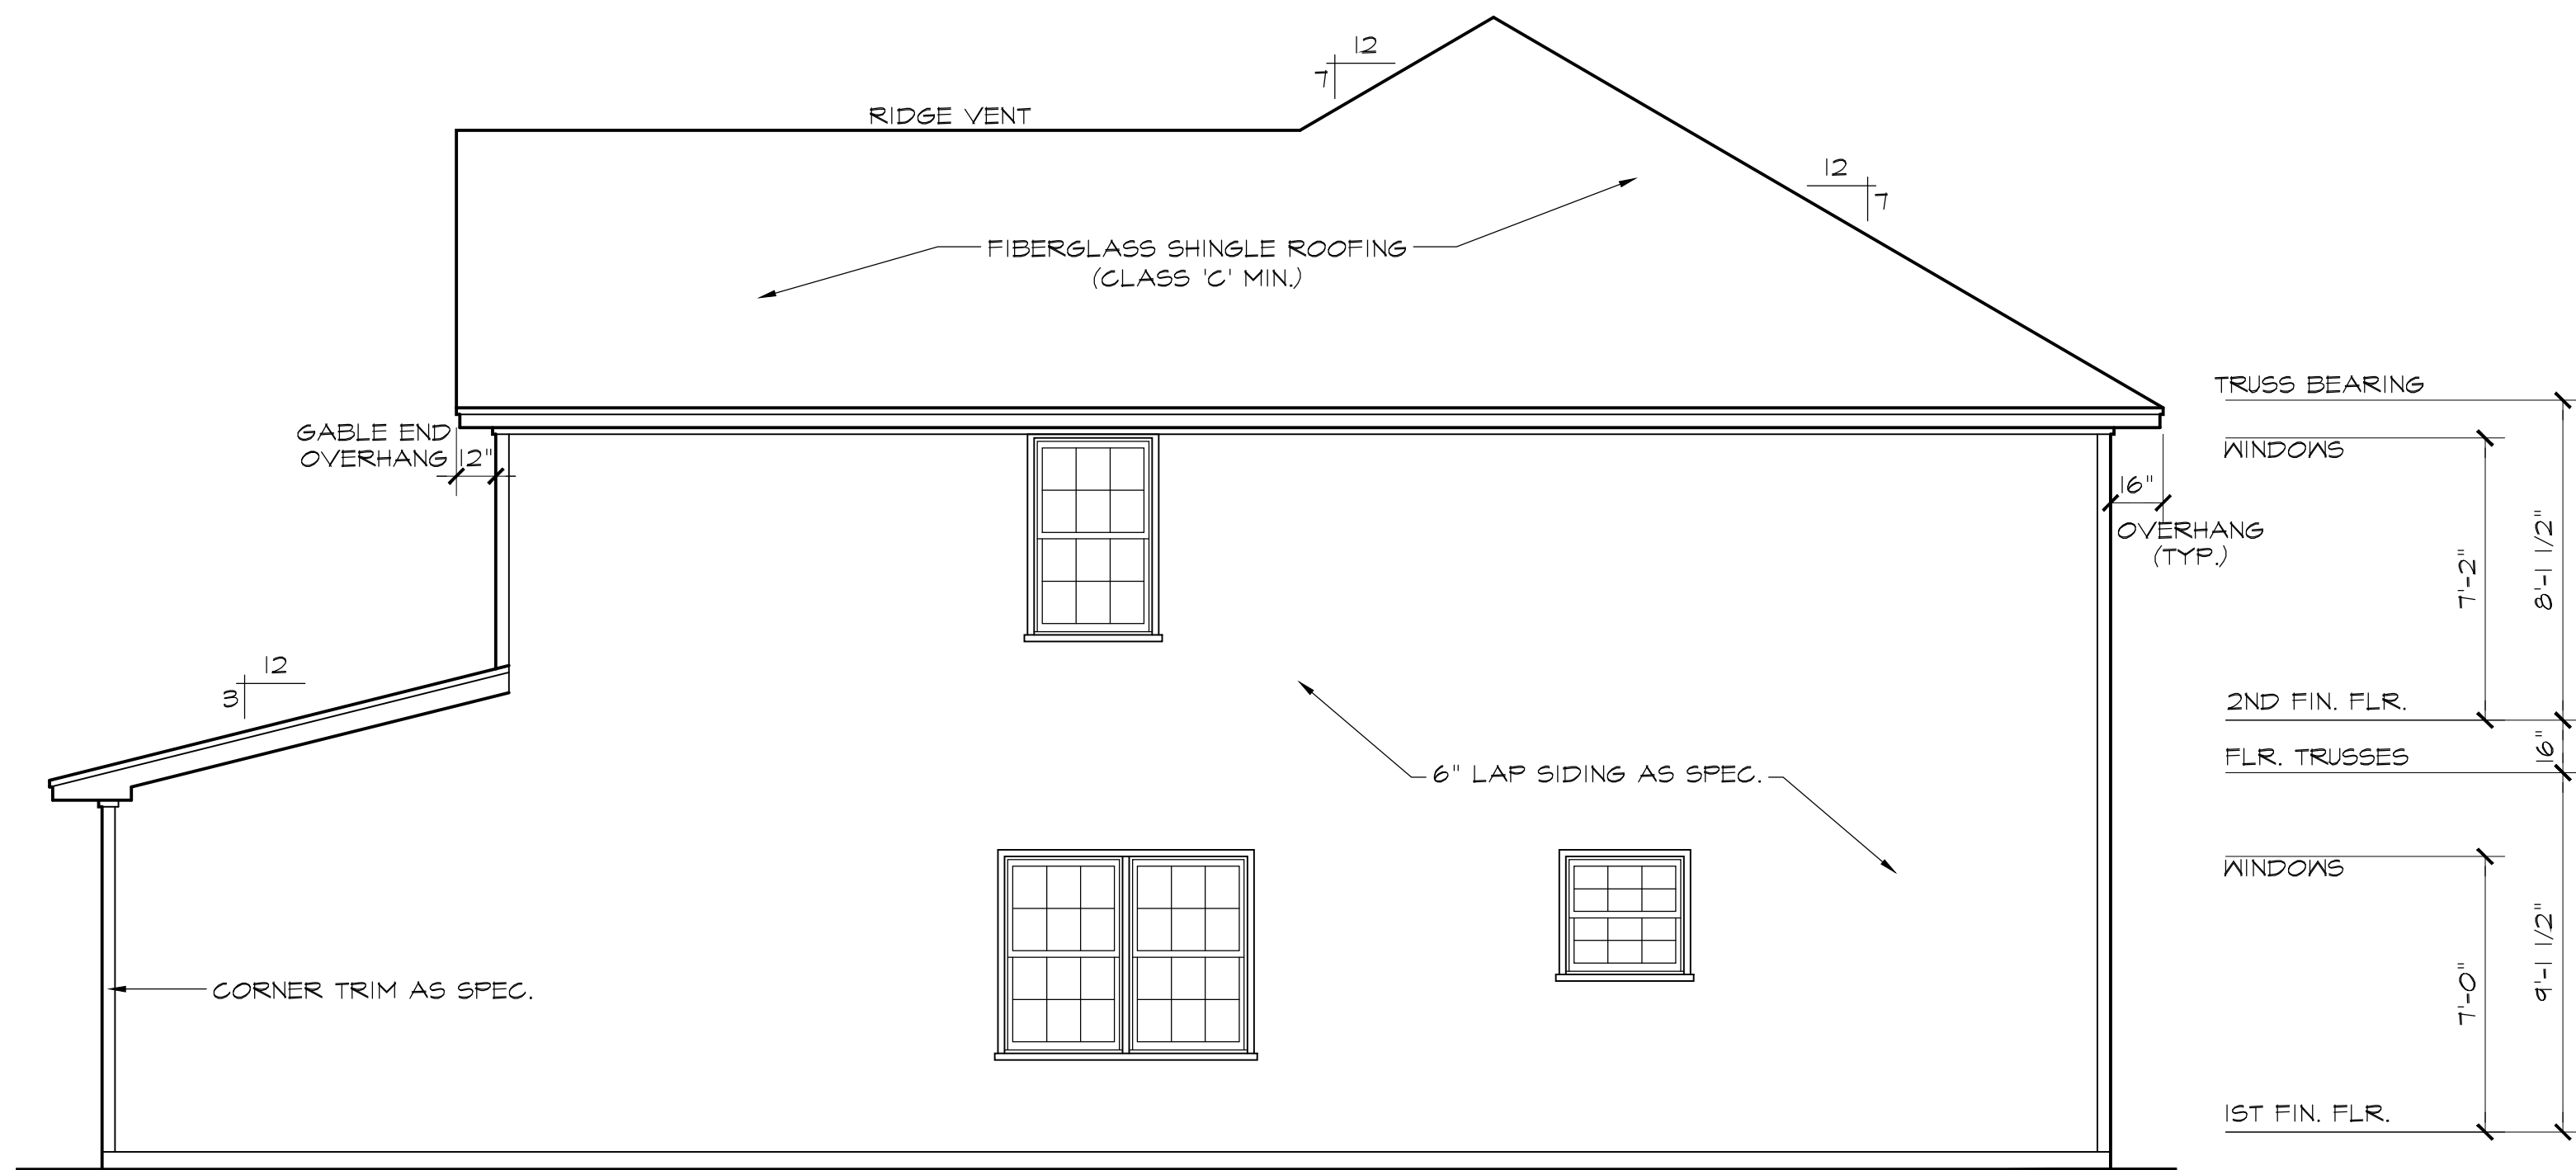 12
7
RIDGE VENT
12
7
FIBERGLASS SHINGLE ROOFING
(CLASS 'C' MIN.)
TRUSS BEARING
GABLE END
OVERHANG 12"
WINDOWS
16"
OVERHANG
(TYP.)
7'-2"
8'-1 1/2"
12
3
2ND FIN. FLR.
FLR. TRUSSES
16"
6" LAP SIDING AS SPEC.
WINDOWS
CORNER TRIM AS SPEC.
7'-0"
9'-1 1/2"
1ST FIN. FLR.